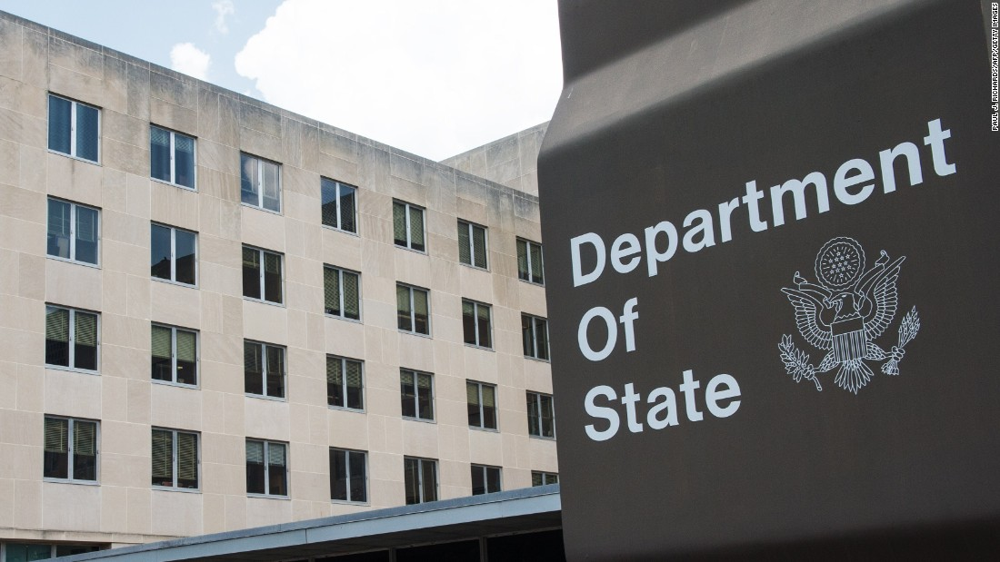 Department
Of
State
PAUL J. RICHARDS/AFP/GETTY IMAGES